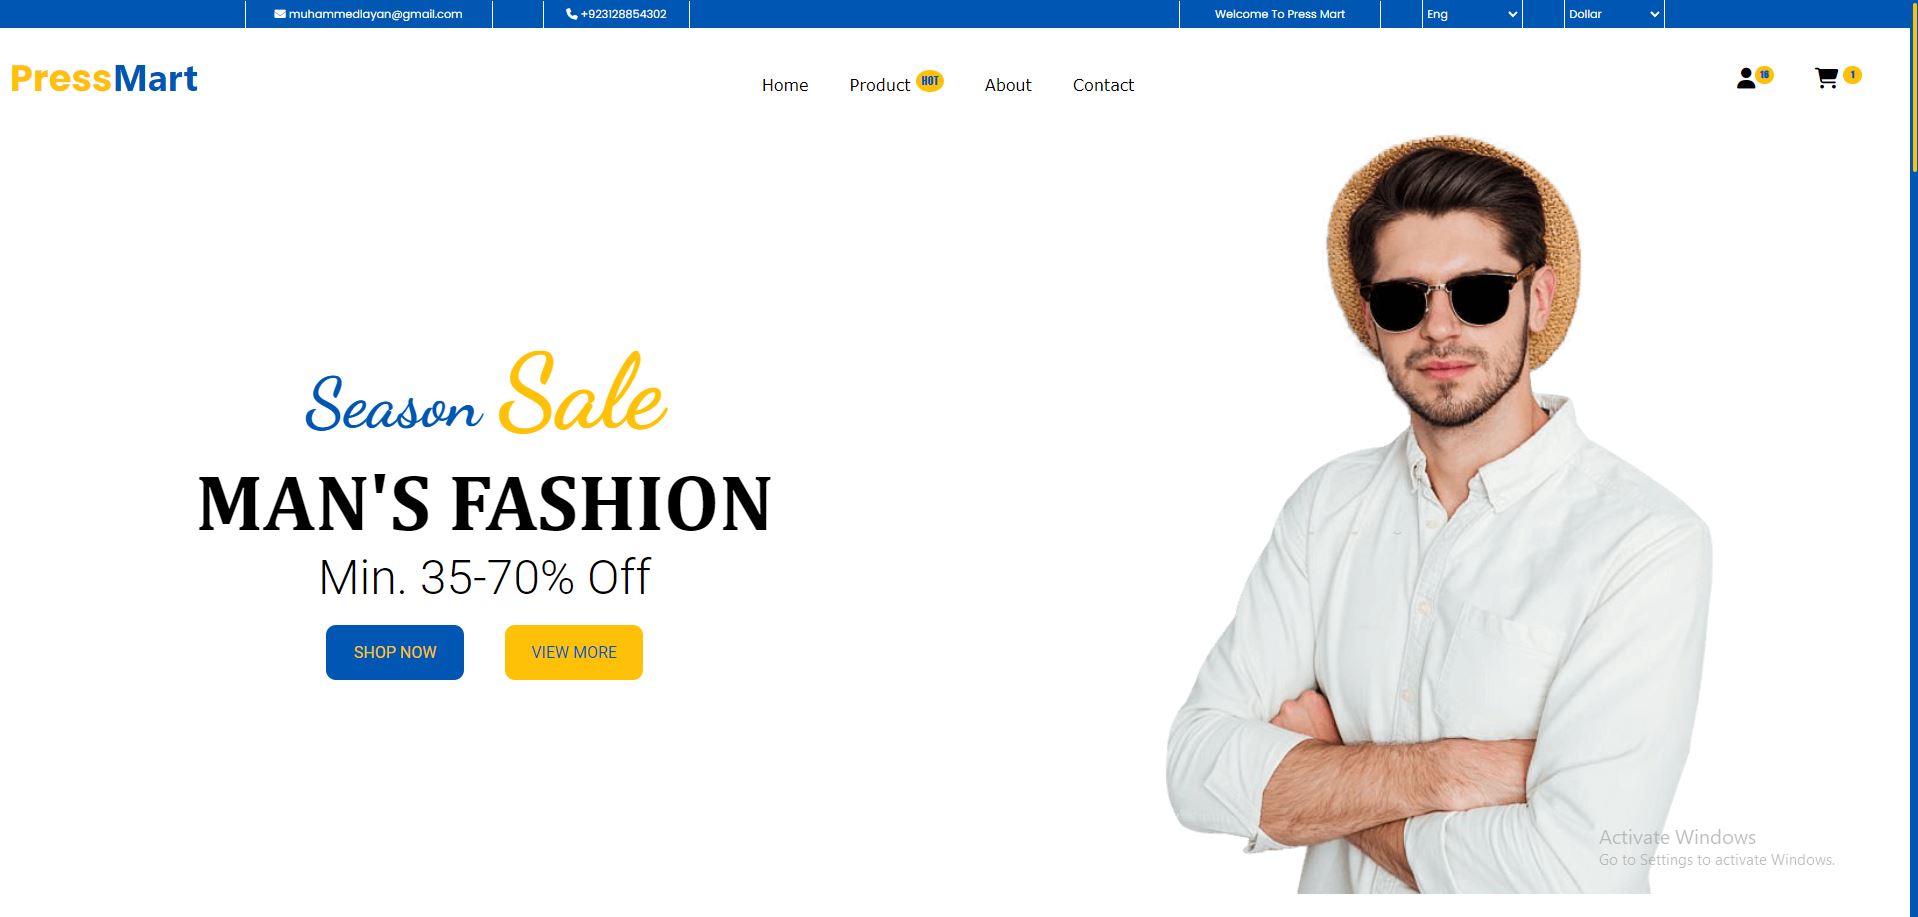 muhammedlayan@gmail.com +923128854302 Welcome To Press Mart Eng Dollar
PressMart
Home Product HOT About Contact
16 1
Season Sale
MAN'S FASHION
Min. 35-70% Off
SHOP NOW VIEW MORE
Activate Windows
Go to Settings to activate Windows.